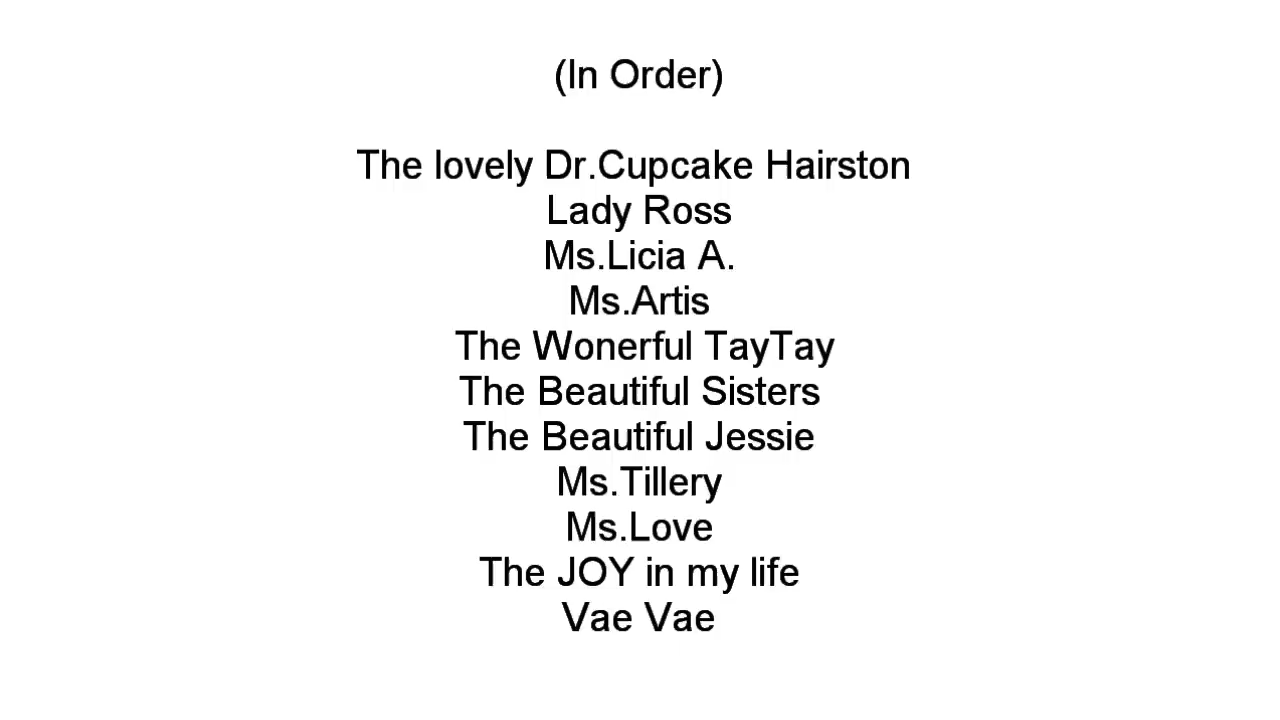 (In Order)
The lovely Dr.Cupcake Hairston
Lady Ross
Ms.Licia A.
Ms.Artis
The Wonerful TayTay
The Beautiful Sisters
The Beautiful Jessie
Ms.Tillery
Ms.Love
The JOY in my life
Vae Vae